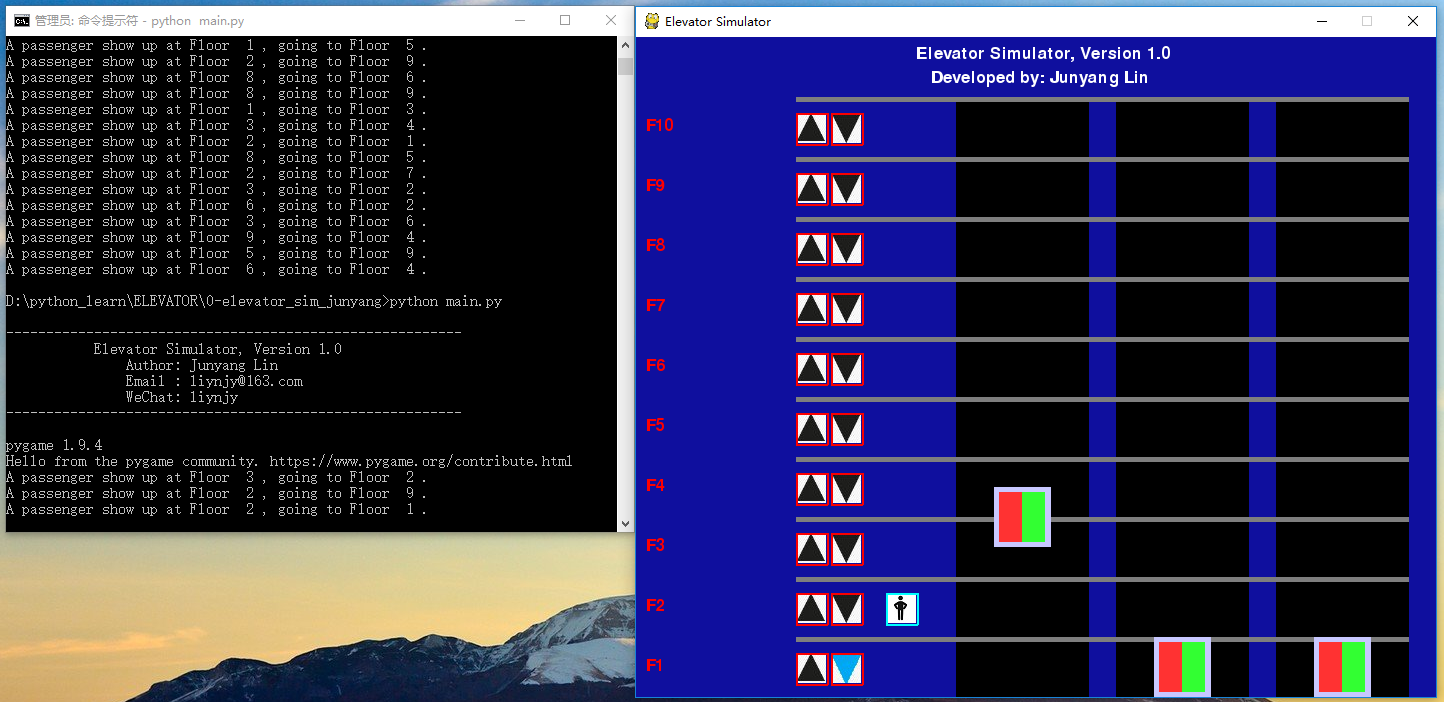 管理员: 命令提示符 - python  main.py
A passenger show up at Floor  1 ,  going to Floor  5 .
A passenger show up at Floor  2 ,  going to Floor  9 .
A passenger show up at Floor  8 ,  going to Floor  6 .
A passenger show up at Floor  8 ,  going to Floor  9 .
A passenger show up at Floor  1 ,  going to Floor  3 .
A passenger show up at Floor  3 ,  going to Floor  4 .
A passenger show up at Floor  2 ,  going to Floor  1 .
A passenger show up at Floor  8 ,  going to Floor  5 .
A passenger show up at Floor  2 ,  going to Floor  7 .
A passenger show up at Floor  3 ,  going to Floor  2 .
A passenger show up at Floor  6 ,  going to Floor  2 .
A passenger show up at Floor  3 ,  going to Floor  6 .
A passenger show up at Floor  9 ,  going to Floor  4 .
A passenger show up at Floor  5 ,  going to Floor  9 .
A passenger show up at Floor  6 ,  going to Floor  4 .
D:\python_learn\ELEVATOR\0-elevator_sim_junyang>python main.py
---------------------------------------------------------
Elevator Simulator, Version 1.0
Author: Junyang Lin
Email : liynjy@163.com
WeChat: liynjy
---------------------------------------------------------
pygame 1.9.4
Hello from the pygame community. https://www.pygame.org/contribute.html
A passenger show up at Floor  3 ,  going to Floor  2 .
A passenger show up at Floor  2 ,  going to Floor  9 .
A passenger show up at Floor  2 ,  going to Floor  1 .
Elevator Simulator
Elevator Simulator, Version 1.0
Developed by: Junyang Lin
F10
F9
F8
F7
F6
F5
F4
F3
F2
F1